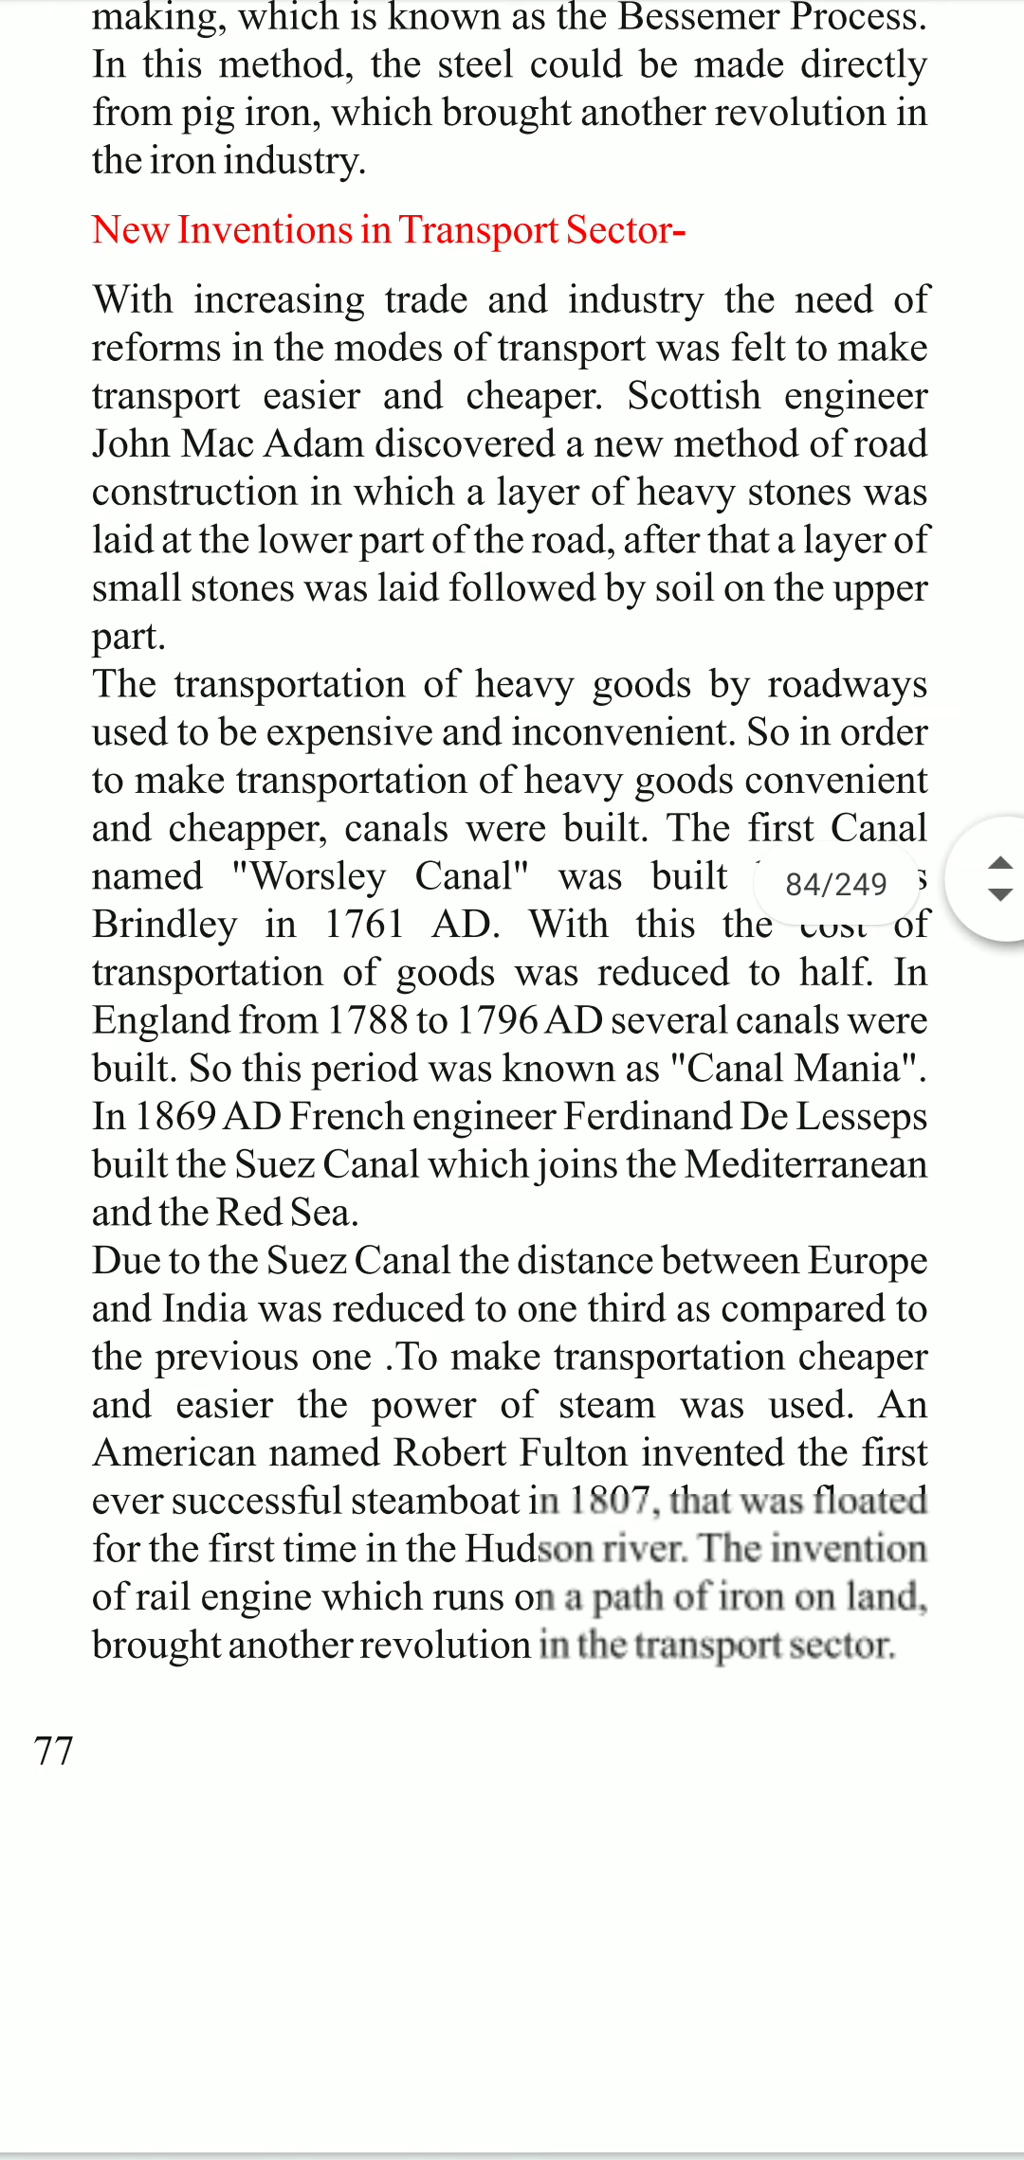 making, which is known as the Bessemer Process.
In this method, the steel could be made directly
from pig iron, which brought another revolution in
the iron industry.
New Inventions in Transport Sector-
With increasing trade and industry the need of
reforms in the modes of transport was felt to make
transport easier and cheaper. Scottish engineer
John Mac Adam discovered a new method of road
construction in which a layer of heavy stones was
laid at the lower part of the road, after that a layer of
small stones was laid followed by soil on the upper
part.
The transportation of heavy goods by roadways
used to be expensive and inconvenient. So in order
to make transportation of heavy goods convenient
and cheapper, canals were built. The first Canal
named "Worsley Canal" was built
84/249
Brindley in 1761 AD. With this the cost of
transportation of goods was reduced to half. In
England from 1788 to 1796 AD several canals were
built. So this period was known as "Canal Mania".
In 1869 AD French engineer Ferdinand De Lesseps
built the Suez Canal which joins the Mediterranean
and the Red Sea.
Due to the Suez Canal the distance between Europe
and India was reduced to one third as compared to
the previous one .To make transportation cheaper
and easier the power of steam was used. An
American named Robert Fulton invented the first
ever successful steamboat in 1807, that was floated
for the first time in the Hudson river. The invention
of rail engine which runs on a path of iron on land,
brought another revolution in the transport sector.
77